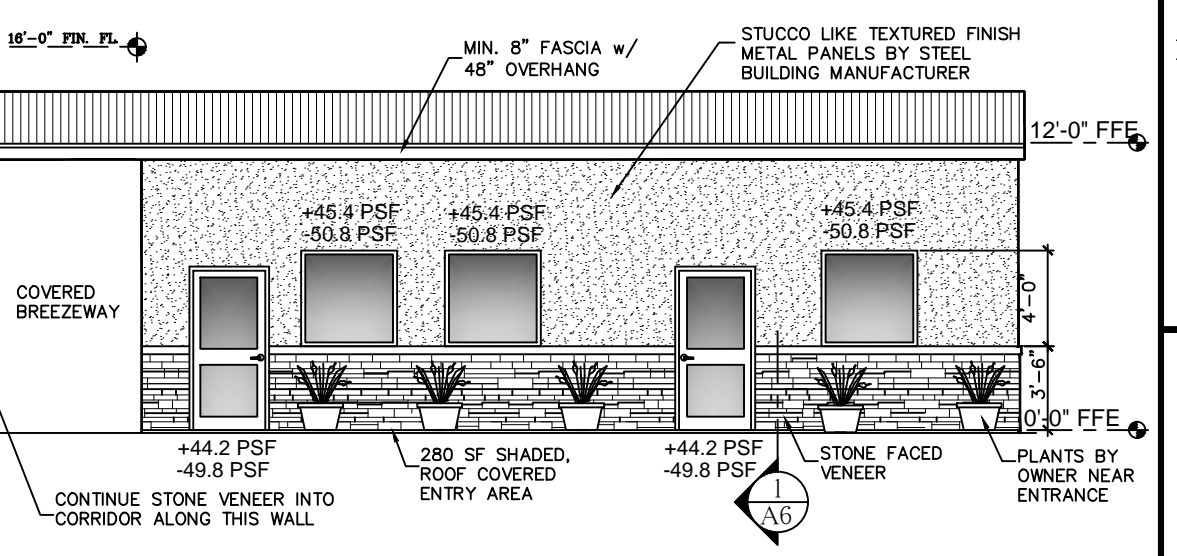 16'-0" FIN. FL.
MIN. 8" FASCIA w/
48" OVERHANG
STUCCO LIKE TEXTURED FINISH
METAL PANELS BY STEEL
BUILDING MANUFACTURER
12'-0" FFE
+45.4 PSF
-50.8 PSF
+45.4 PSF
-50.8 PSF
+45.4 PSF
-50.8 PSF
COVERED
BREEZEWAY
4'-0"
3'-6"
0'-0" FFE
+44.2 PSF
-49.8 PSF
280 SF SHADED,
ROOF COVERED
ENTRY AREA
+44.2 PSF
-49.8 PSF
STONE FACED
VENEER
PLANTS BY
OWNER NEAR
ENTRANCE
CONTINUE STONE VENEER INTO
CORRIDOR ALONG THIS WALL
1
A6